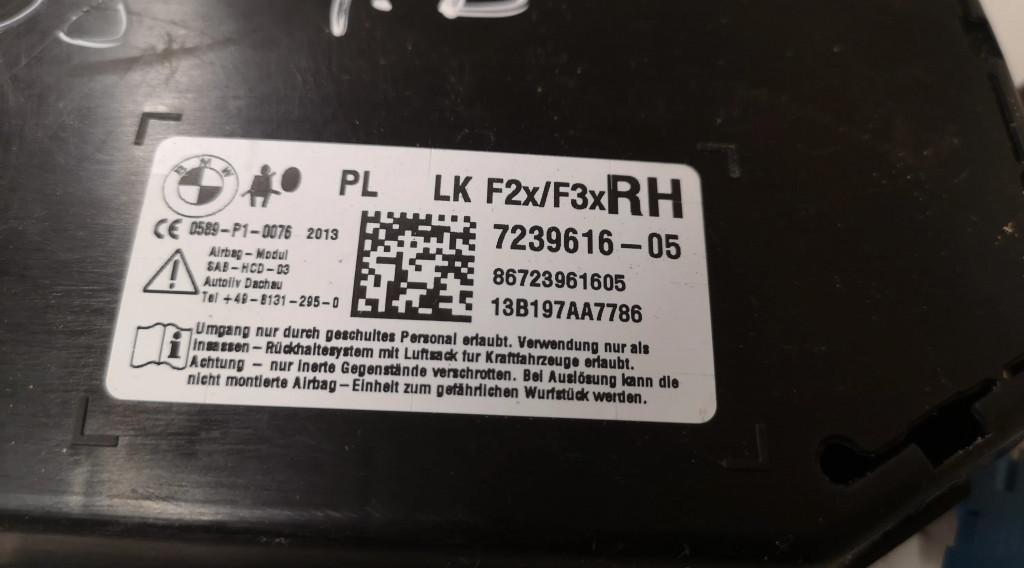 BMW
PL LK F2x/F3xRH
CE 0589-P1-0076 2013
7239616-05
Airbag-Modul
SAB-HCD-03
Autoliv Dachau
Tel +49-8131-295-0
86723961605
13B197AA7786
Umgang nur durch geschultes Personal erlaubt. Verwendung nur als
Insassen-Rückhaltesystem mit Luftsack fur Kraftfahrzeuge erlaubt.
Achtung - nur inerte Gegenstände verschrotten. Bei Auslösung kann die
nicht montierte Airbag-Einheit zum gefährlichen Wurfstück werden.